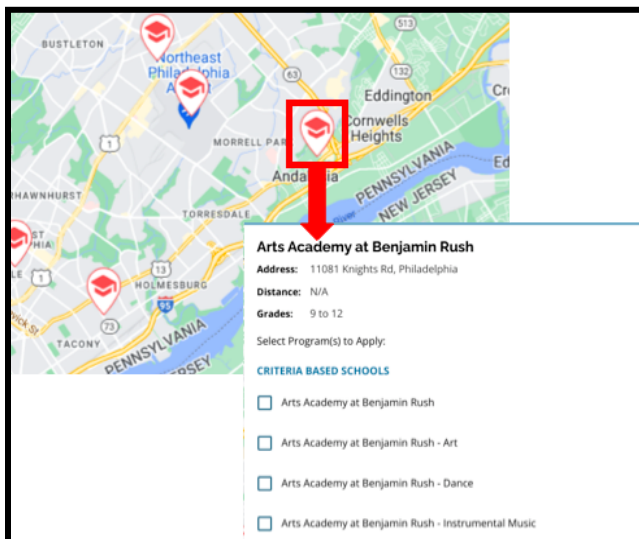 513
BUSTLETON
Northeast
Philadelphia
63
132
Eddington
1
MORRELL
Cornwells
Heights
PENNSYLVANIA
NEW JERSEY
TORRESDALE
1
13
HOLMESBURG
95
73
TACONY
PENNSYLVANIA
Arts Academy at Benjamin Rush
Address: 11081 Knights Rd, Philadelphia
Distance: N/A
Grades: 9 to 12
Select Program(s) to Apply:
CRITERIA BASED SCHOOLS
Arts Academy at Benjamin Rush
Arts Academy at Benjamin Rush - Art
Arts Academy at Benjamin Rush - Dance
Arts Academy at Benjamin Rush - Instrumental Music